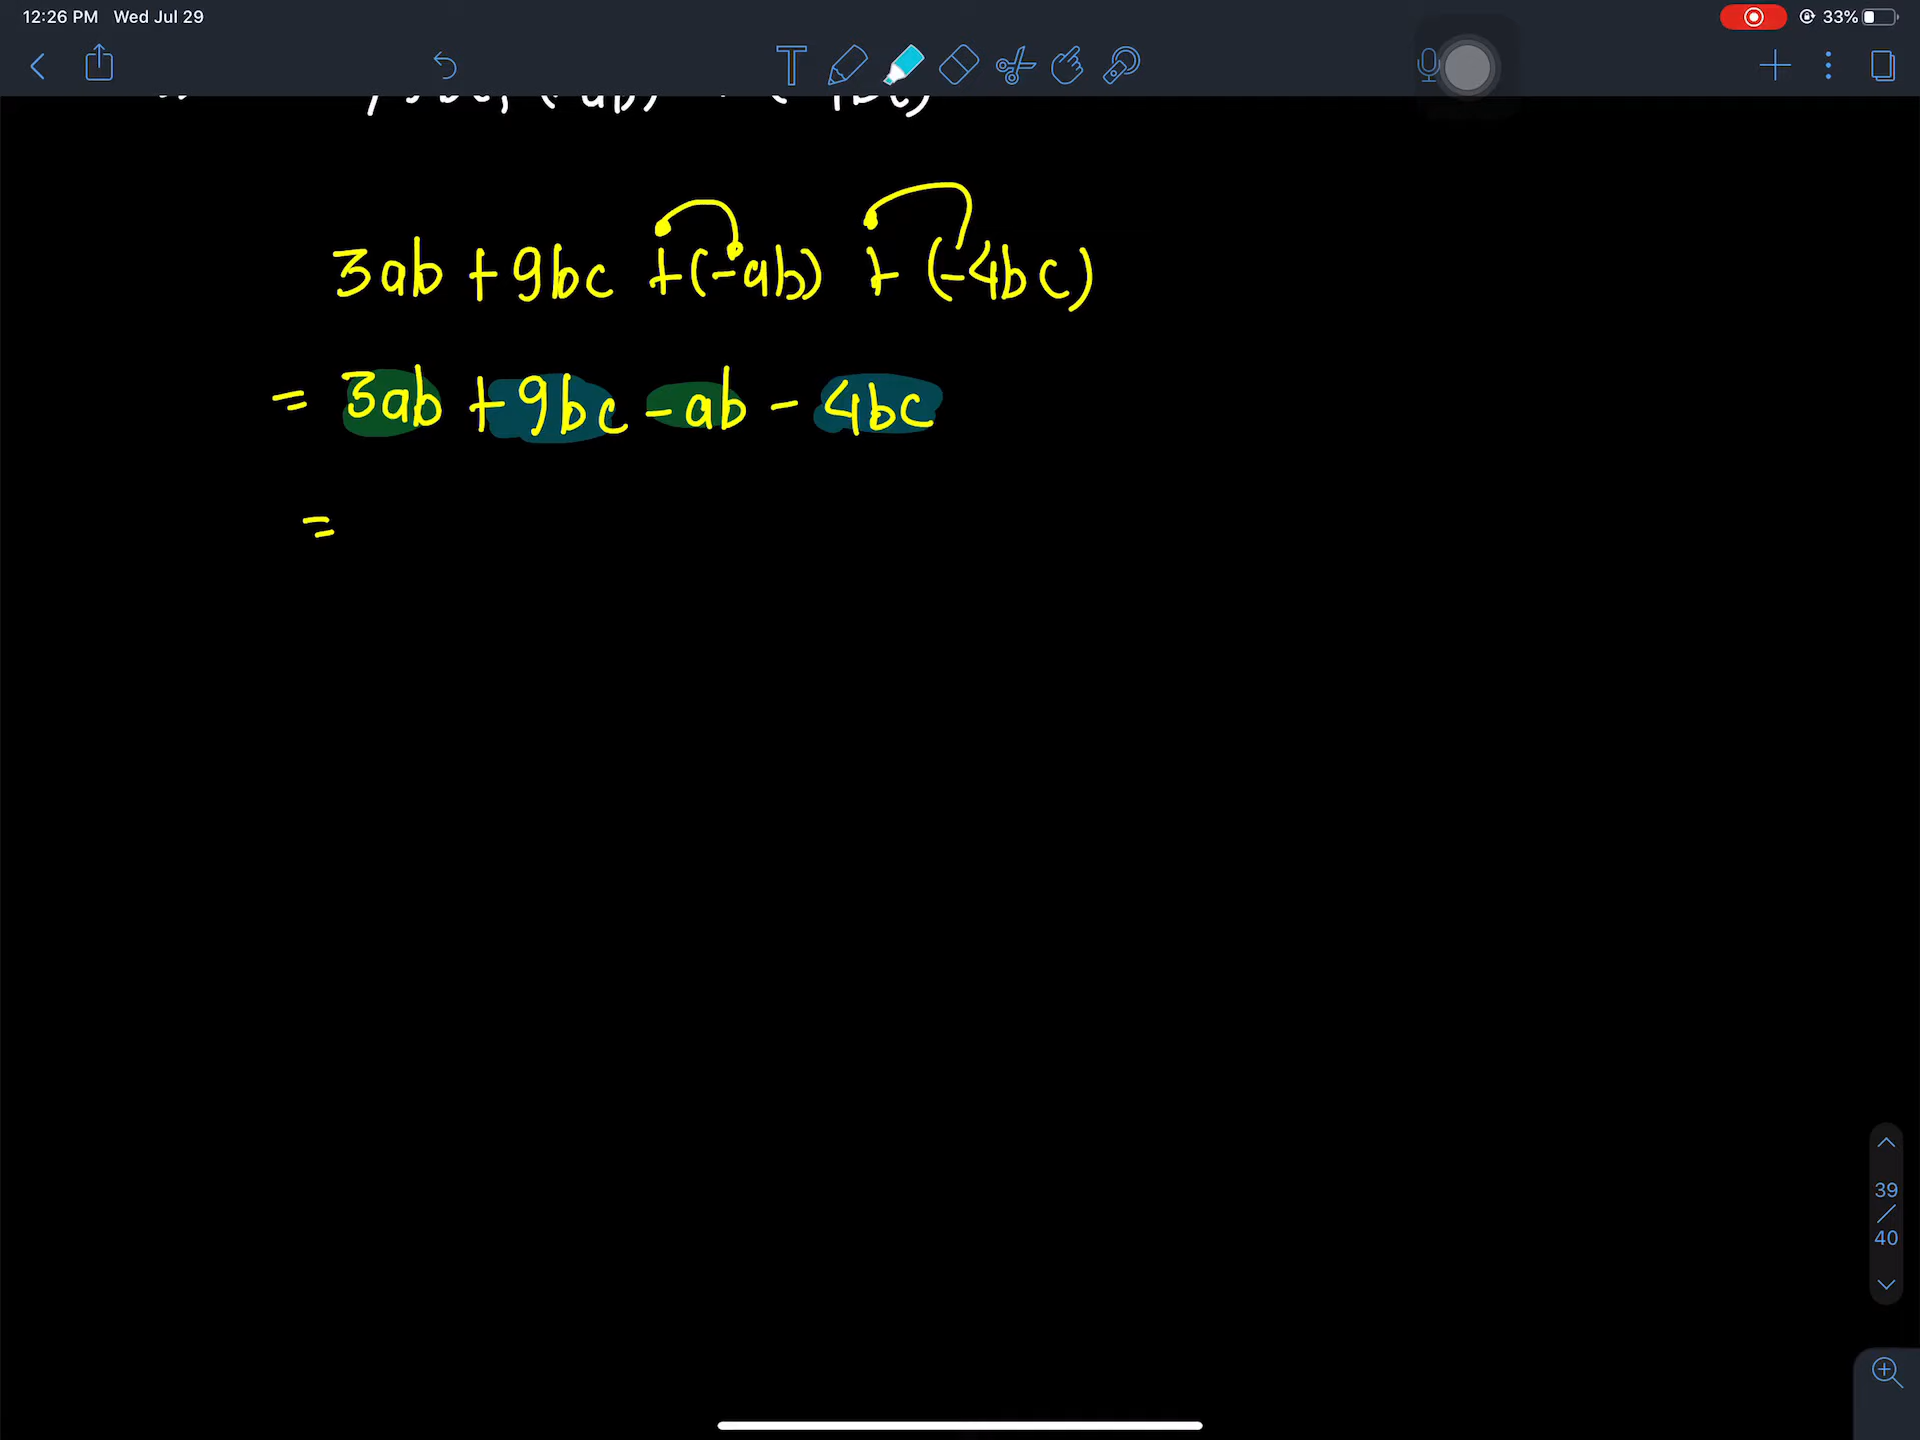 12:26 PM Wed Jul 29 33%
3ab + 9bc + (-ab) + (-4bc)
= 3ab + 9bc - ab - 4bc
=
39
/
40